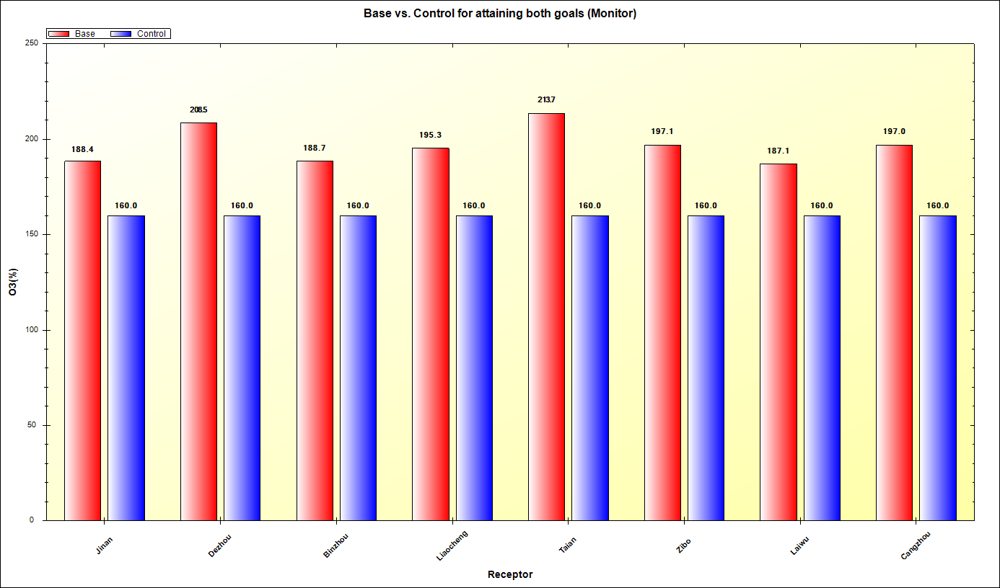 Base vs. Control for attaining both goals (Monitor)
Base Control
250
200
150
100
50
0
O3(%)
188.4 160.0 208.5 160.0 188.7 160.0 195.3 160.0 213.7 160.0 197.1 160.0 187.1 160.0 197.0 160.0
Jinan Dezhou Binzhou Liaocheng Taian Zibo Laiwu Cangzhou
Receptor